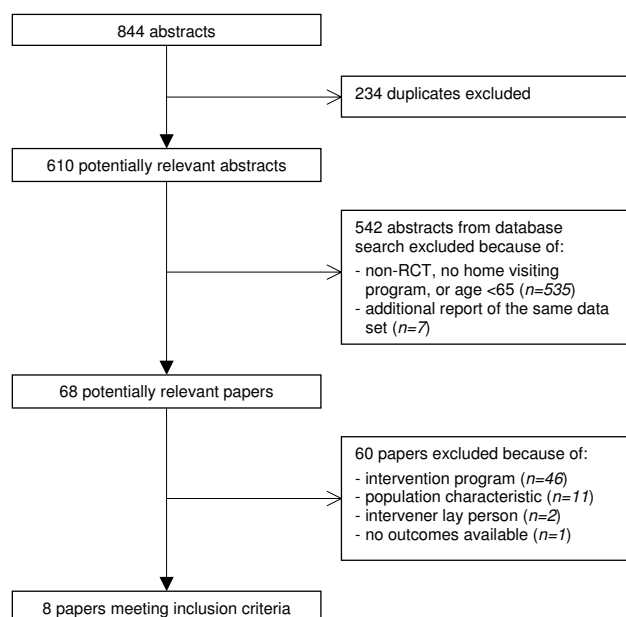 844 abstracts
234 duplicates excluded
610 potentially relevant abstracts
542 abstracts from database
search excluded because of:
- non-RCT, no home visiting
program, or age <65 (n=535)
- additional report of the same data
set (n=7)
68 potentially relevant papers
60 papers excluded because of:
- intervention program (n=46)
- population characteristic (n=11)
- intervener lay person (n=2)
- no outcomes available (n=1)
8 papers meeting inclusion criteria